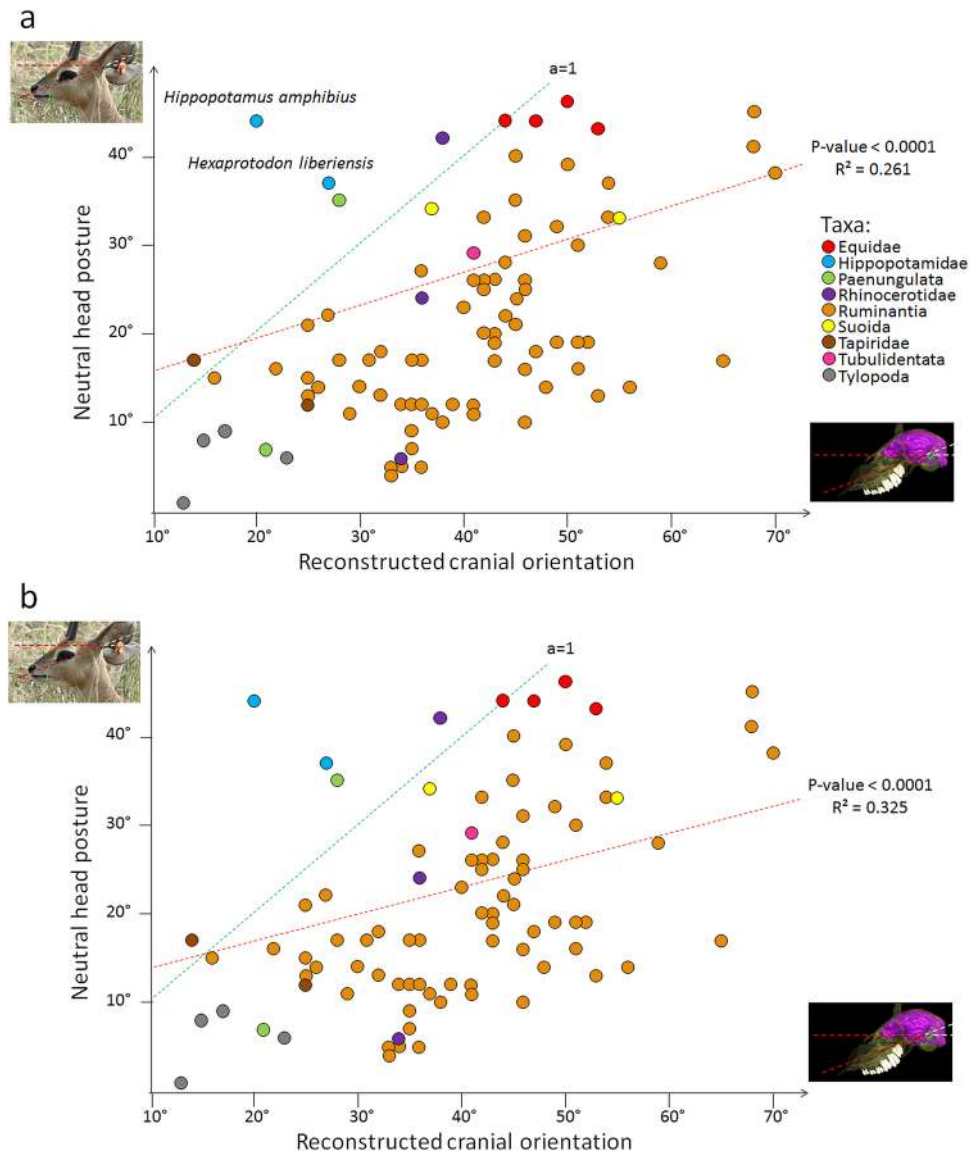 a
a=1
Hippopotamus amphibius
Hexaprotodon liberiensis
P-value < 0.0001
R² = 0.261
Taxa:
Equidae
Hippopotamidae
Paenungulata
Rhinocerotidae
Ruminantia
Suoida
Tapiridae
Tubulidentata
Tylopoda
Neutral head posture
40°
30°
20°
10°
10°
20°
30°
40°
50°
60°
70°
Reconstructed cranial orientation
b
a=1
P-value < 0.0001
R² = 0.325
Neutral head posture
40°
30°
20°
10°
10°
20°
30°
40°
50°
60°
70°
Reconstructed cranial orientation